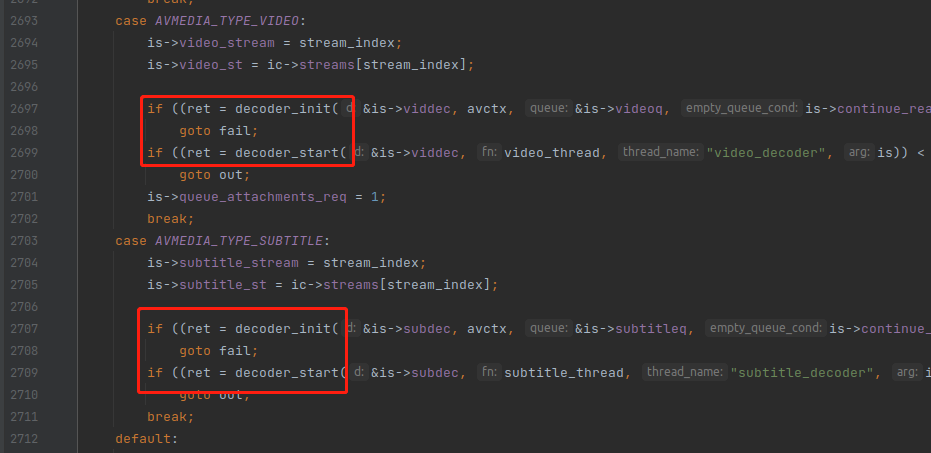 2692 break;
2693 case AVMEDIA_TYPE_VIDEO:
2694 is->video_stream = stream_index;
2695 is->video_st = ic->streams[stream_index];
2696
2697 if ((ret = decoder_init( d: &is->viddec, avctx, queue: &is->videoq, empty_queue_cond: is->continue_rea
2698 goto fail;
2699 if ((ret = decoder_start( d: &is->viddec, fn: video_thread, thread_name: "video_decoder", arg: is)) <
2700 goto out;
2701 is->queue_attachments_req = 1;
2702 break;
2703 case AVMEDIA_TYPE_SUBTITLE:
2704 is->subtitle_stream = stream_index;
2705 is->subtitle_st = ic->streams[stream_index];
2706
2707 if ((ret = decoder_init( d: &is->subdec, avctx, queue: &is->subtitleq, empty_queue_cond: is->continue_
2708 goto fail;
2709 if ((ret = decoder_start( d: &is->subdec, fn: subtitle_thread, thread_name: "subtitle_decoder", arg: i
2710 goto out;
2711 break;
2712 default: